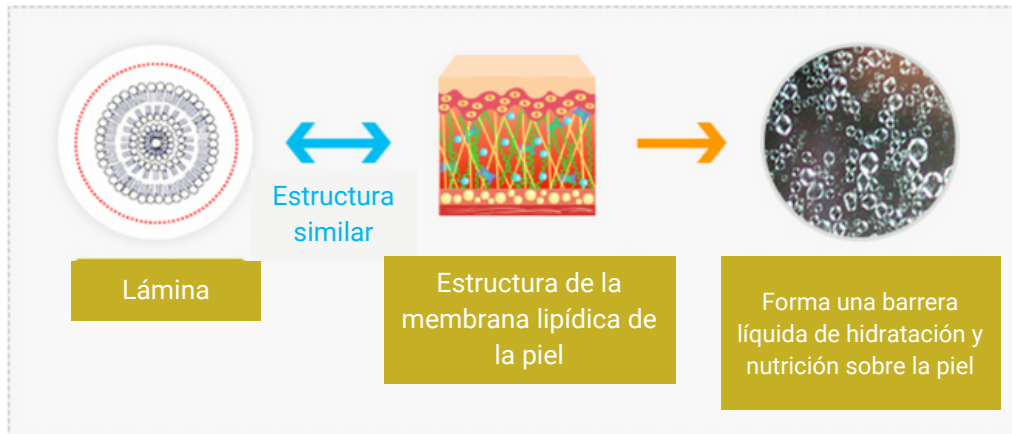 Estructura
similar
Lámina
Estructura de la
membrana lipídica de
la piel
Forma una barrera
líquida de hidratación y
nutrición sobre la piel